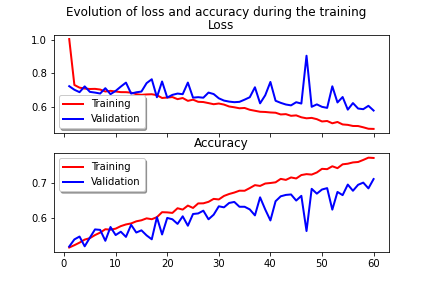 Evolution of loss and accuracy during the training
Loss
1.0
0.8
0.6
Training
Validation
Accuracy
Training
Validation
0.7
0.6
0 10 20 30 40 50 60